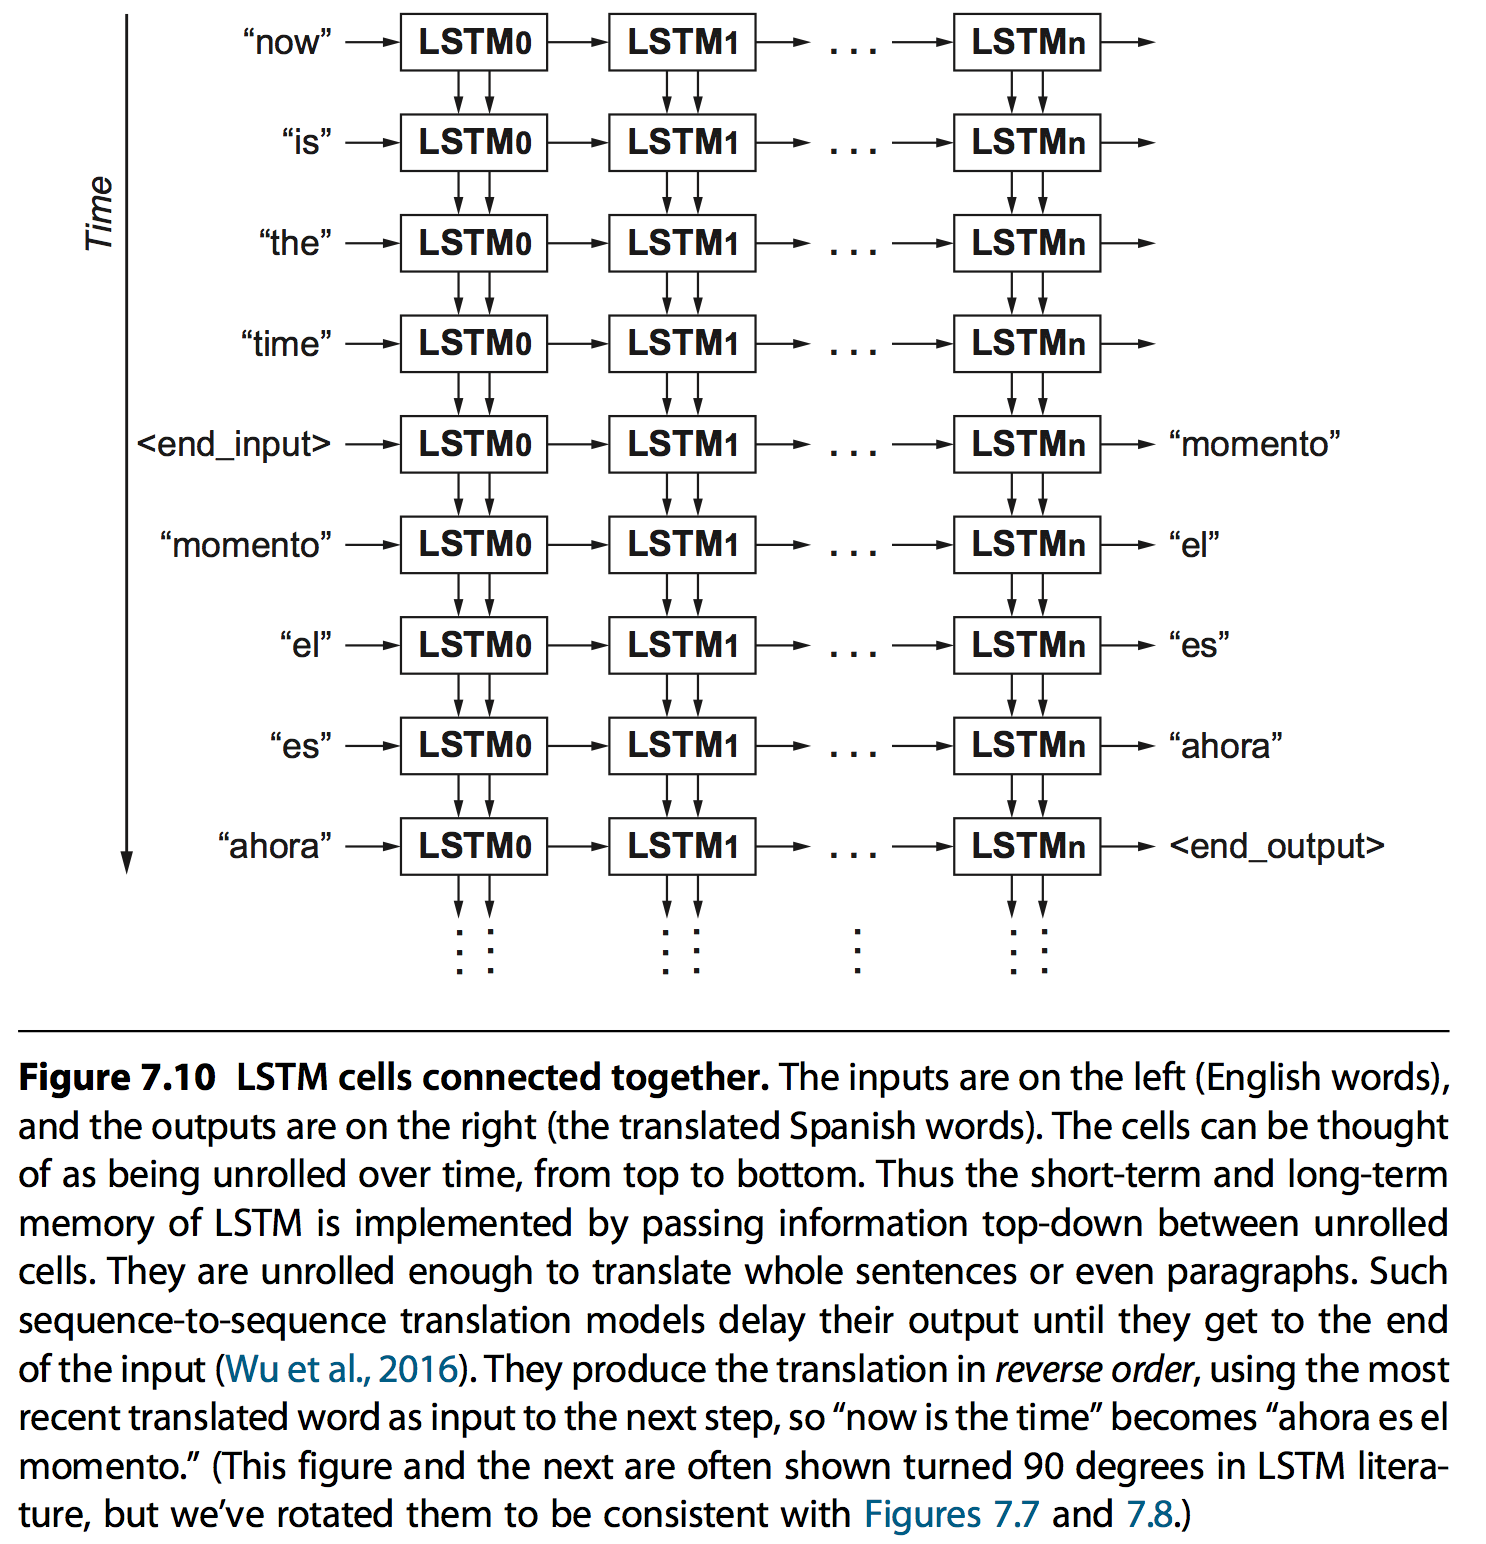 “now” LSTM0 LSTM1 . . . LSTMn
“is” LSTM0 LSTM1 . . . LSTMn
Time
“the” LSTM0 LSTM1 . . . LSTMn
“time” LSTM0 LSTM1 . . . LSTMn
<end_input> LSTM0 LSTM1 . . . LSTMn “momento”
“momento” LSTM0 LSTM1 . . . LSTMn “el”
“el” LSTM0 LSTM1 . . . LSTMn “es”
“es” LSTM0 LSTM1 . . . LSTMn “ahora”
“ahora” LSTM0 LSTM1 . . . LSTMn <end_output>
Figure 7.10 LSTM cells connected together. The inputs are on the left (English words),
and the outputs are on the right (the translated Spanish words). The cells can be thought
of as being unrolled over time, from top to bottom. Thus the short-term and long-term
memory of LSTM is implemented by passing information top-down between unrolled
cells. They are unrolled enough to translate whole sentences or even paragraphs. Such
sequence-to-sequence translation models delay their output until they get to the end
of the input (Wu et al., 2016). They produce the translation in reverse order, using the most
recent translated word as input to the next step, so “now is the time” becomes “ahora es el
momento.” (This figure and the next are often shown turned 90 degrees in LSTM litera-
ture, but we’ve rotated them to be consistent with Figures 7.7 and 7.8.)